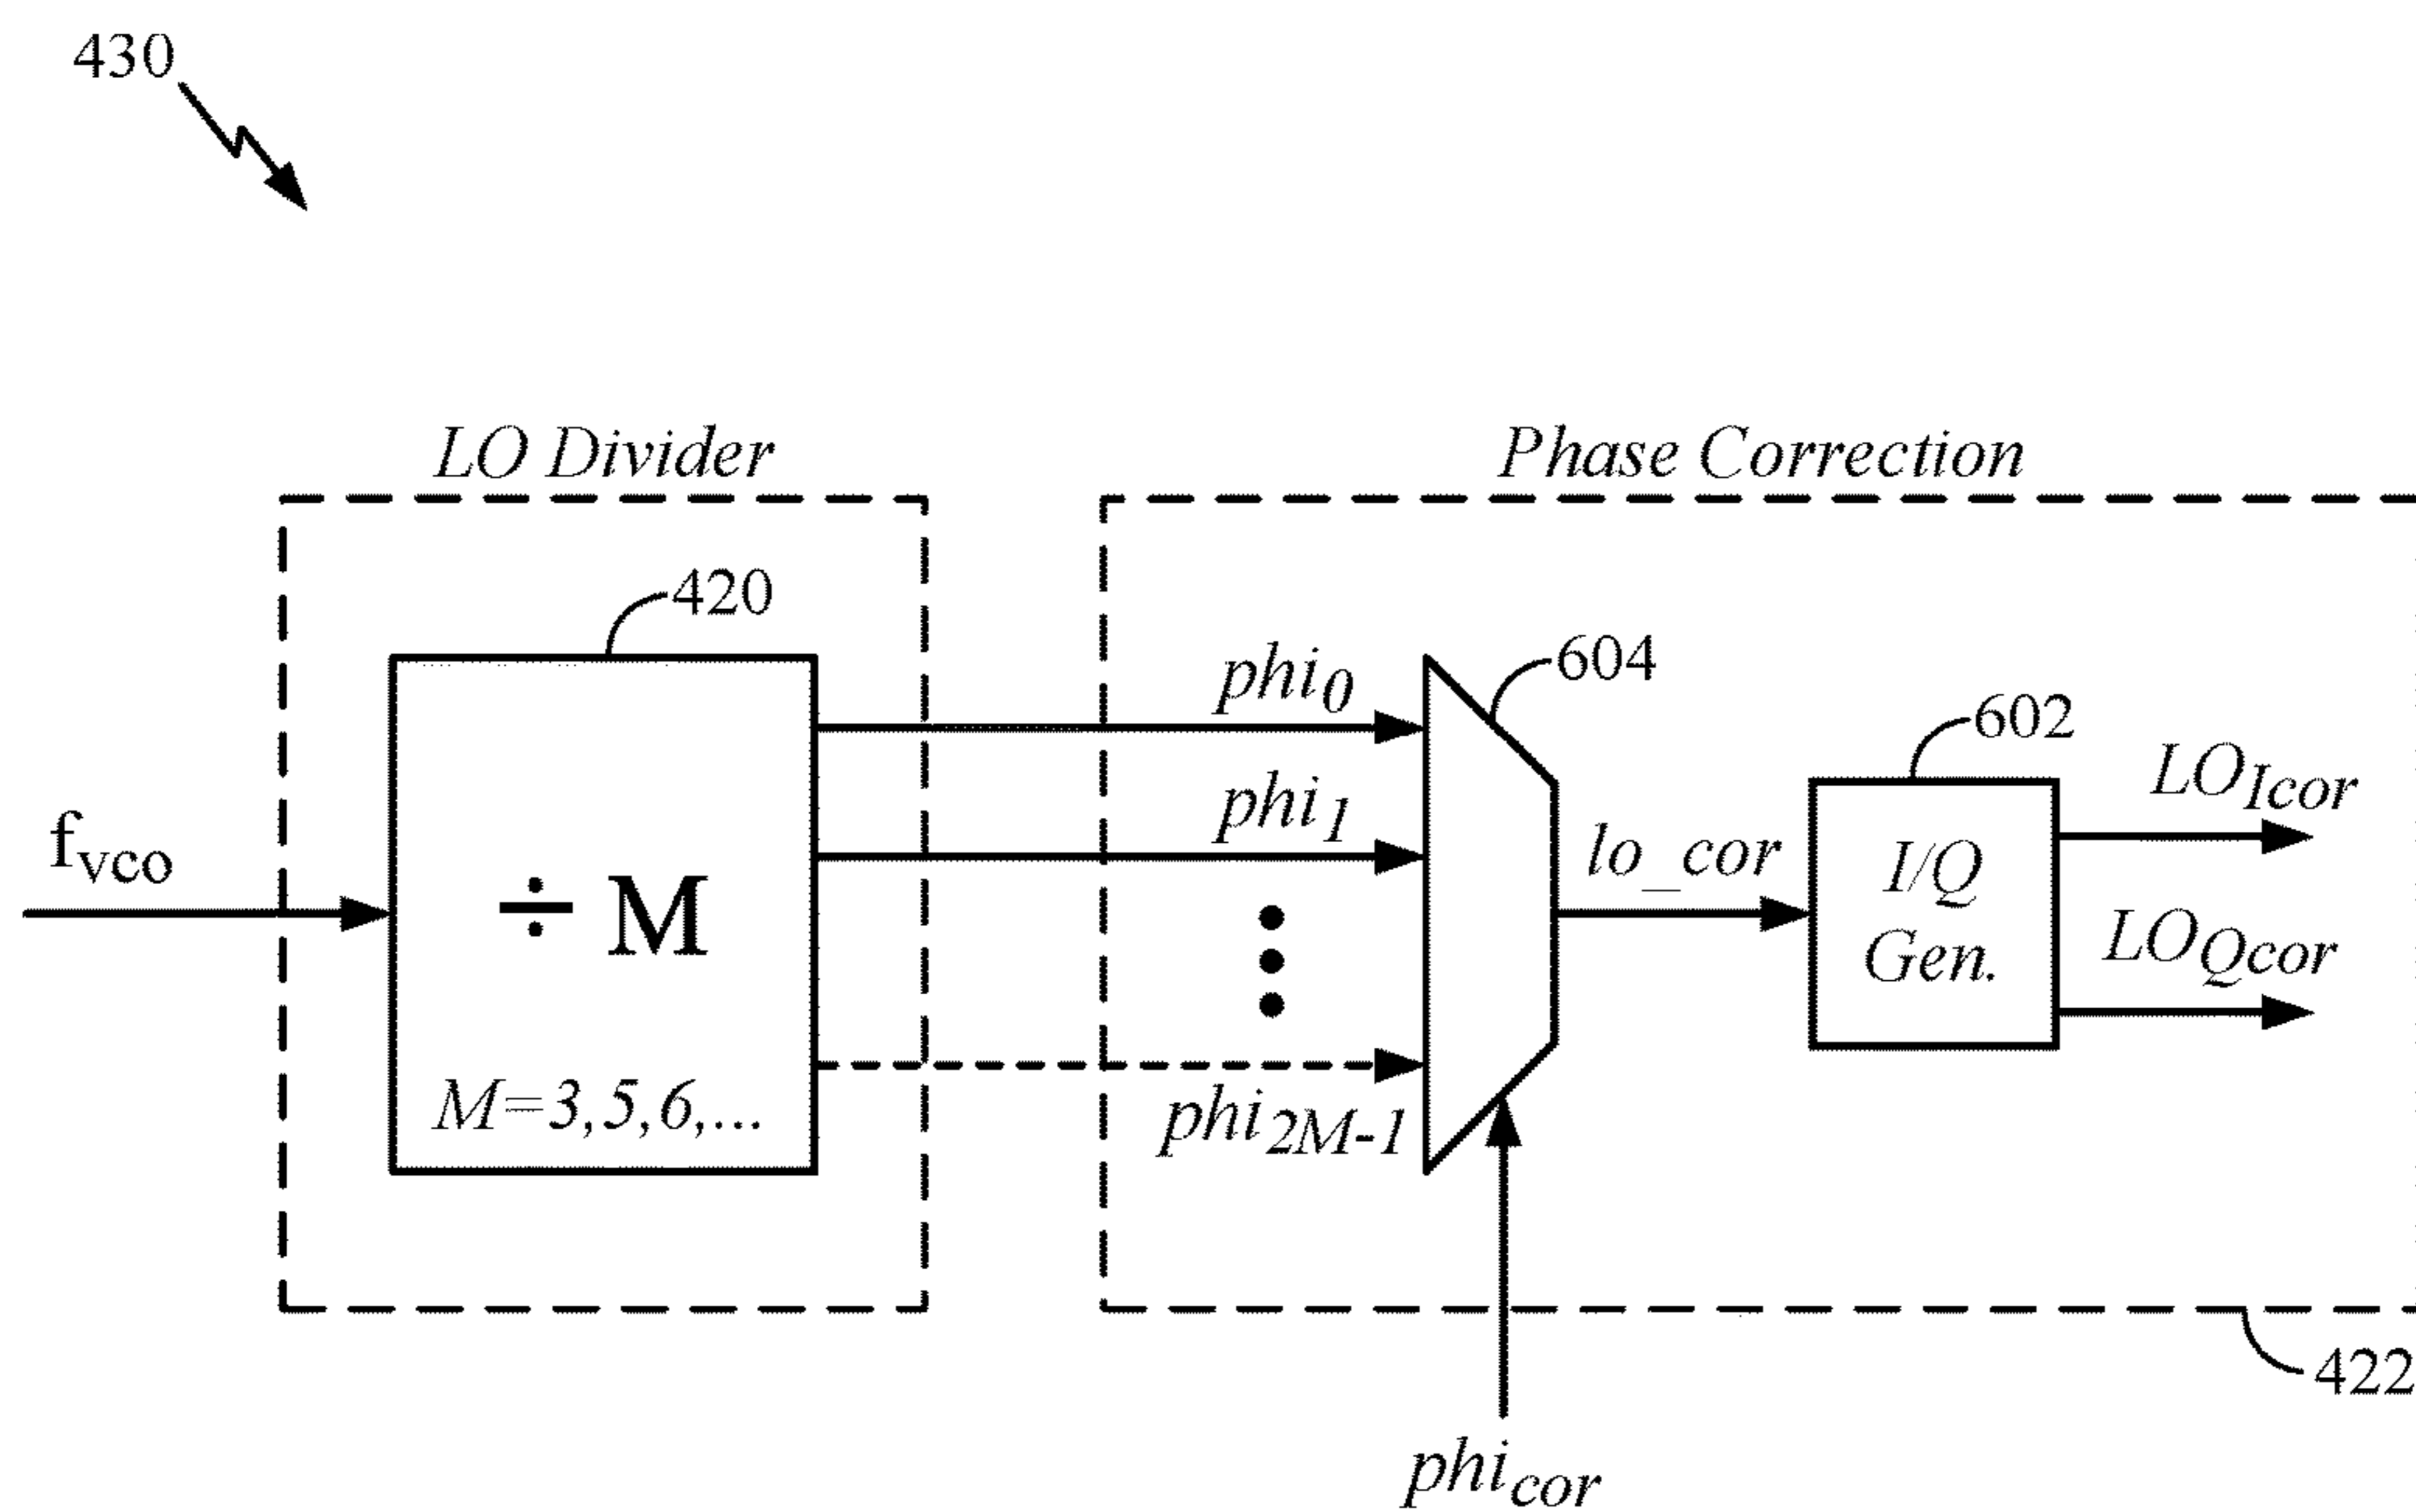 430
LO Divider
Phase Correction
420
604
602
phi0
phi1
phi2M-1
fvco
÷ M
M=3,5,6,...
lo_cor
I/Q
Gen.
LOIcor
LOQcor
422
phicor